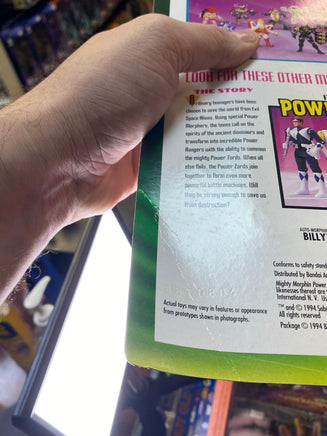 LOOK FOR THESE OTHER
THE STORY
Ordinary teenagers have been
chosen to save the world from Evil
Space Aliens. Using special Power
Morphers, the teens call on the
spirits of the ancient dinosaurs and
transform into incredible Power
Rangers with the ability to summon
the mighty Power Zords. When all
else fails, the Power Zords join
together to form even more
powerful battle machines. Will
they be strong enough to save us
from destruction?
POW
AUTO-MORPHIN
BILLY
Conforms to safety stand
Distributed by Bandai A
Mighty Morphin Power
likenesses thereof are
International N. V. Us
™ and © 1994 Sab
All rights reserved
Package © 1994 B
Actual toys may vary in features or appearance
from prototypes shown in photographs.